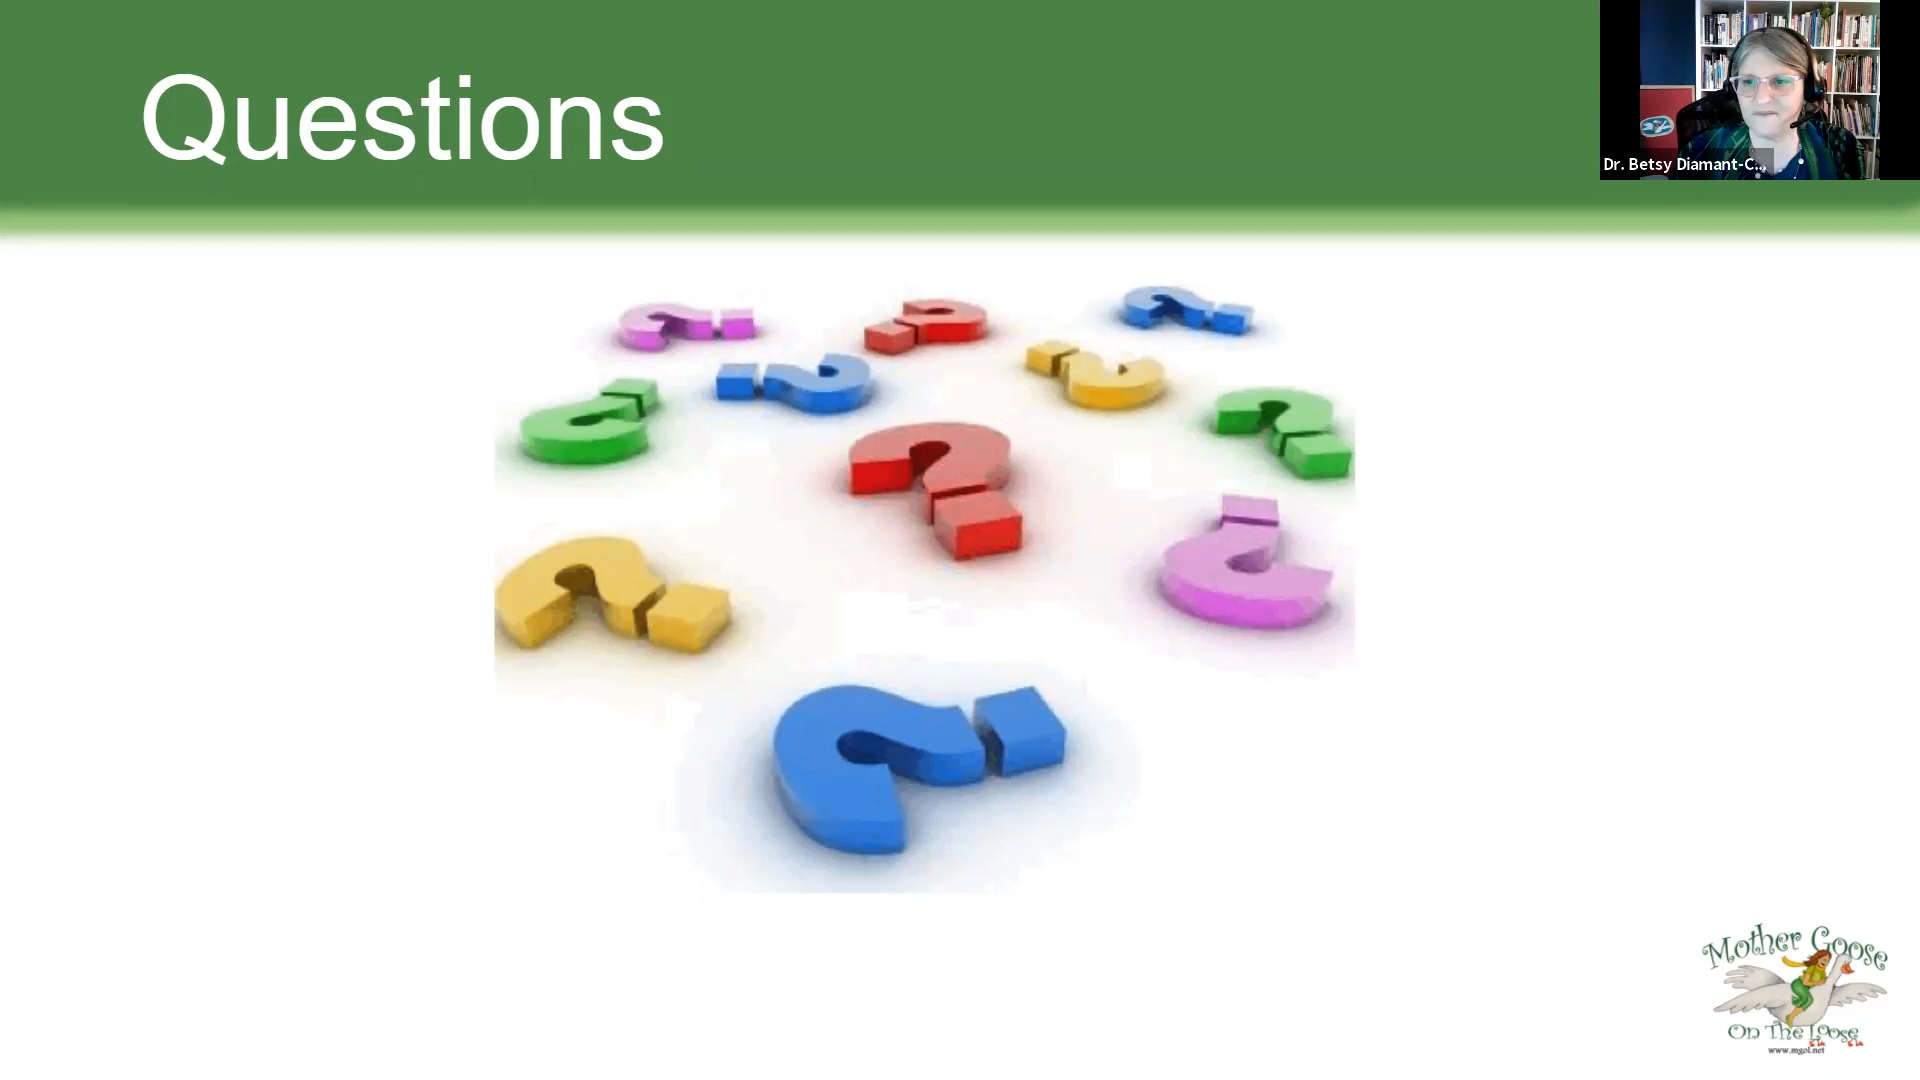 Questions
Dr. Betsy Diamant-C...
Mother Goose
On The Loose
www.mgol.net